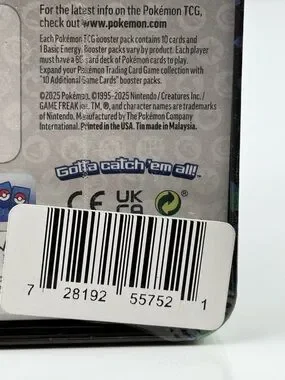 For the latest info on the Pokémon TCG,
check out www.pokemon.com
Each Pokémon TCG booster pack contains 10 cards and
1 Basic Energy. Booster packs vary by product. Each player
must have a 60-card deck of Pokémon cards to play.
Expand your Pokémon Trading Card Game collection with
"10 Additional Game Cards" booster packs.
©2025 Pokémon. ©1995-2025 Nintendo / Creatures Inc. /
GAME FREAK inc. TM, ®, and character names are trademarks
of Nintendo. Manufactured by The Pokémon Company
International. Printed in the USA. Tin made in Malaysia.
Gotta catch 'em all!
CE UK
CA
7 28192 55752 1